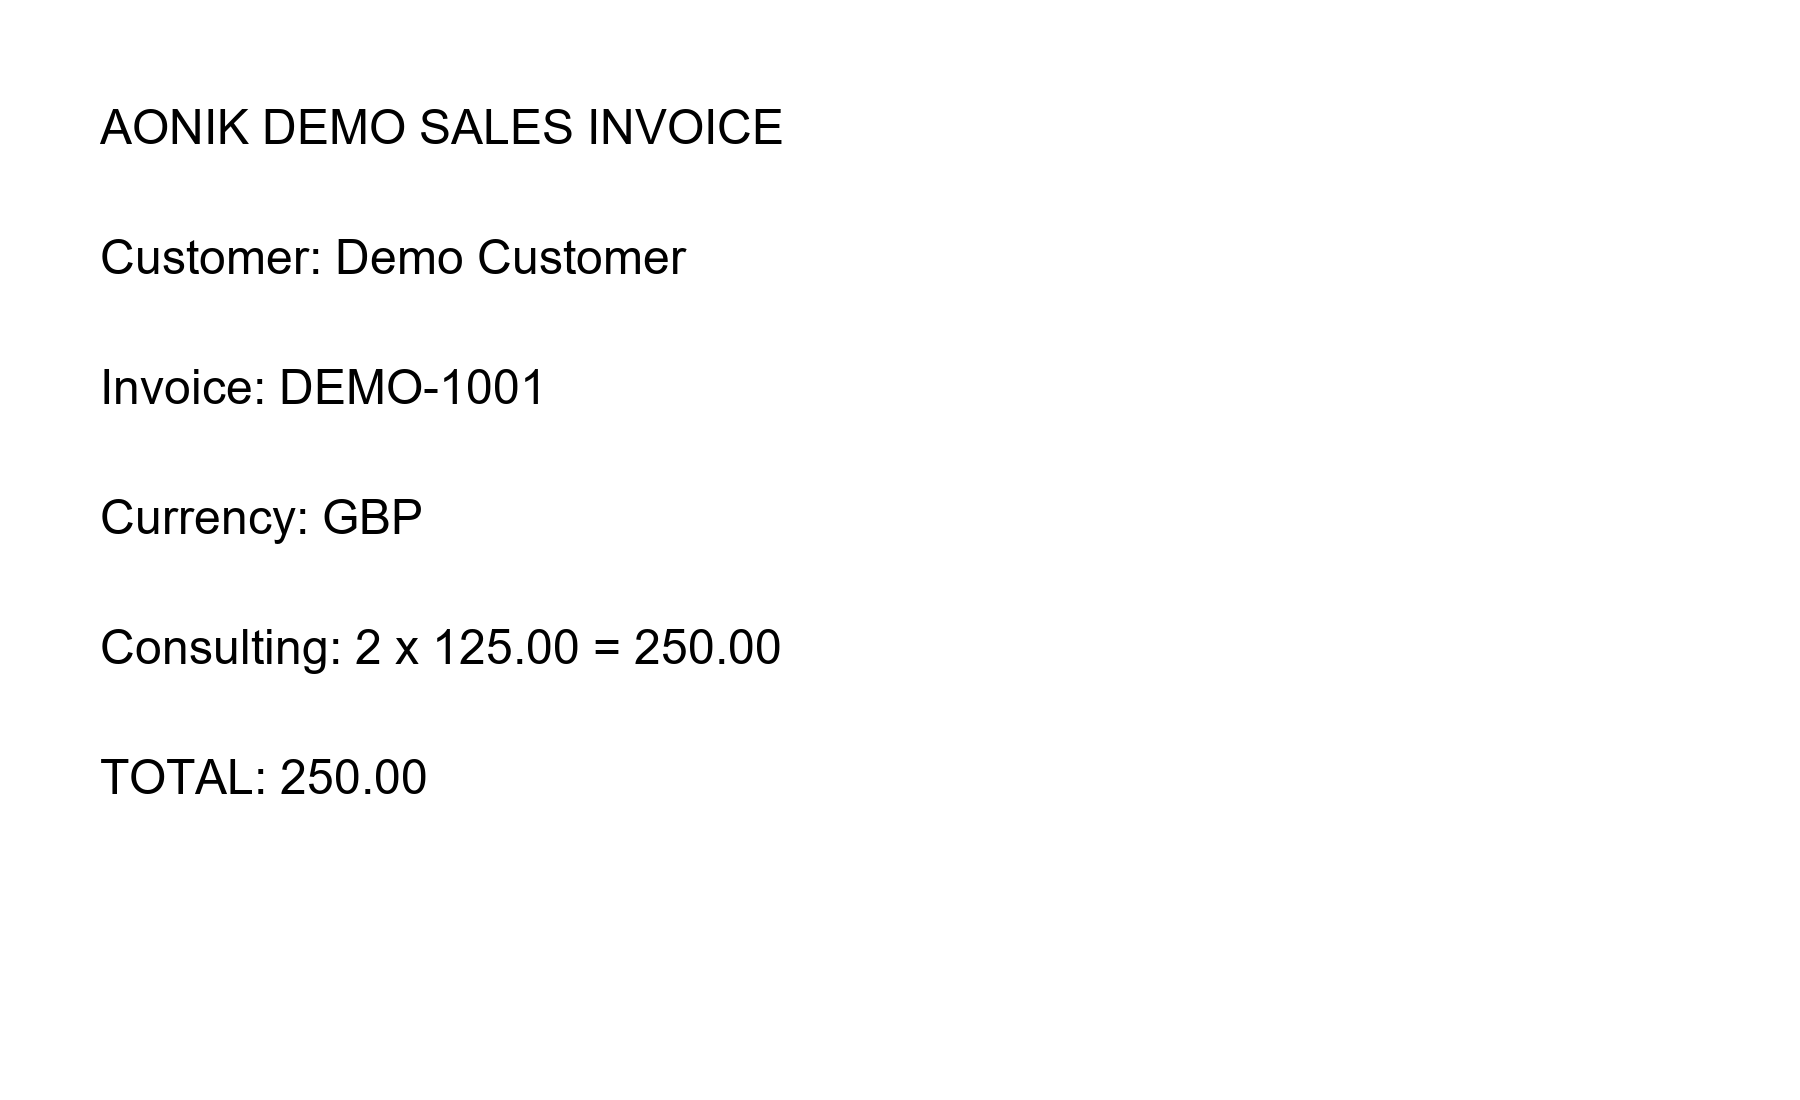 AONIK DEMO SALES INVOICE
Customer: Demo Customer
Invoice: DEMO-1001
Currency: GBP
Consulting: 2 x 125.00 = 250.00
TOTAL: 250.00